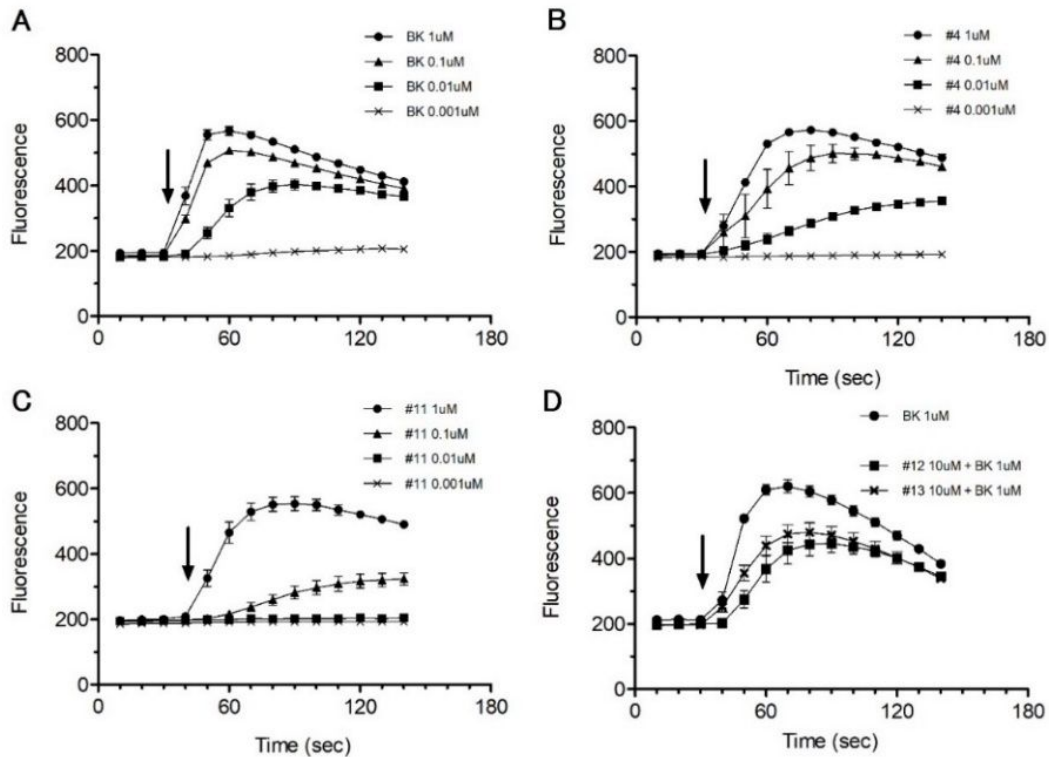 A
BK 1uM
BK 0.1uM
BK 0.01uM
BK 0.001uM
Fluorescence
800
600
400
200
0
0 60 120 180
B
#4 1uM
#4 0.1uM
#4 0.01uM
#4 0.001uM
Fluorescence
800
600
400
200
0
0 60 120 180
Time (sec)
C
#11 1uM
#11 0.1uM
#11 0.01uM
#11 0.001uM
Fluorescence
800
600
400
200
0
0 60 120 180
Time (sec)
D
BK 1uM
#12 10uM + BK 1uM
#13 10uM + BK 1uM
Fluorescence
800
600
400
200
0
0 60 120 180
Time (sec)